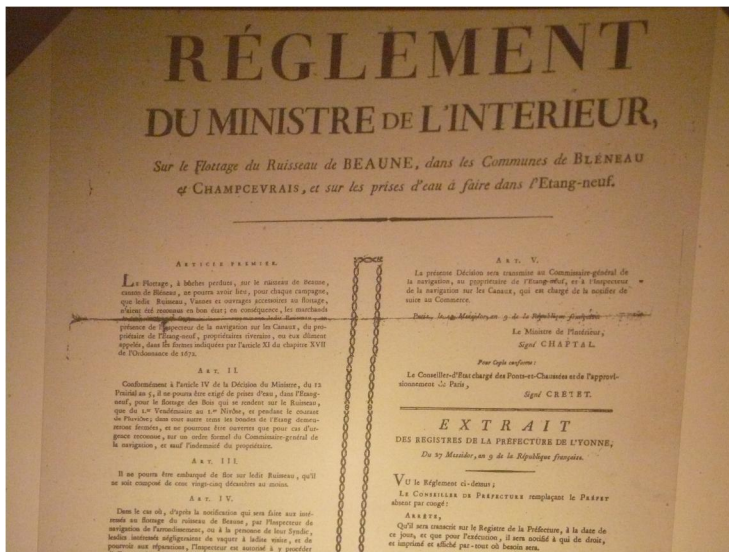 RÉGLEMENT
DU MINISTRE DE L'INTERIEUR,
Sur le Flottage du Ruisseau de BEAUNE, dans les Communes de BLÉNEAU
& CHAMPCEVRAIS, et sur les prises d'eau à faire dans l'Etang-neuf.
ARTICLE PREMIER.
LE Flottage, à bûches perdues, sur le ruisseau de Beaune,
canton de Bléneau, ne pourra avoir lieu, pour chaque campagne,
que ledit Ruisseau, Vannes et ouvrages accessoires au flottage,
n'aient été reconnus en bon état; en conséquence, les marchands
ledit Ruisseau, en
présence de l'Inspecteur de la navigation sur les Canaux, du pro-
priétaire de l'Etang-neuf, propriétaires riverains, ou eux dûment
appelés, dans les formes indiquées par l'article XI du chapitre XVII
de l'Ordonnance de 1672.
ART. II.
Conformément à l'article IV de la Décision du Ministre, du 12
Prairial an 5, il ne pourra être exigé de prises d'eau, dans l'Etang-
neuf, pour le flottage des Bois qui se rendent sur le Ruisseau,
que du 1.er Vendémiaire au 1.er Nivôse, et pendant le courant
de Pluviôse; dans tout autre tems les bondes de l'Etang demeu-
reront fermées, et ne pourront être ouvertes que pour cas d'ur-
gence reconnue, sur un ordre formel du Commissaire-général de
la navigation, et sauf l'indemnité du propriétaire.
ART. III.
Il ne pourra être embarqué de flot sur ledit Ruisseau, qu'il
ne soit composé de cent vingt-cinq décastères au moins.
ART. IV.
Dans le cas où, d'après la notification qui sera faite aux inté-
ressés au flottage du ruisseau de Beaune, par l'Inspecteur de
navigation de l'arrondissement, ou à la personne de leur Syndic,
lesdits intéressés négligeraient de vaquer à ladite visite, et de
pourvoir aux réparations, l'Inspecteur est autorisé à y procéder
ART. V.
La présente Décision sera transmise au Commissaire-général de
la navigation, au propriétaire de l'Etang-neuf, et à l'Inspecteur
de la navigation sur les Canaux, qui est chargé de la notifier de
suite au Commerce.
Paris, le 12 Messidor, an 9 de la République française.
Le Ministre de l'Intérieur,
Signé CHAPTAL.
Pour Copie conforme:
Le Conseiller-d'Etat chargé des Ponts-et-Chaussées et de l'approvi-
sionnement de Paris,
Signé CRETET.
EXTRAIT
DES REGISTRES DE LA PRÉFECTURE DE L'YONNE,
Du 27 Messidor, an 9 de la République françoise.
VU le Réglement ci-dessus;
LE CONSEILLER DE PRÉFECTURE remplaçant le PRÉFET
absent par congé:
ARRÊTE,
Qu'il sera transcrit sur le Registre de la Préfecture, à la date de
ce jour, et que pour l'exécution, il sera notifié à qui de droit,
et imprimé et affiché par-tout où besoin sera.